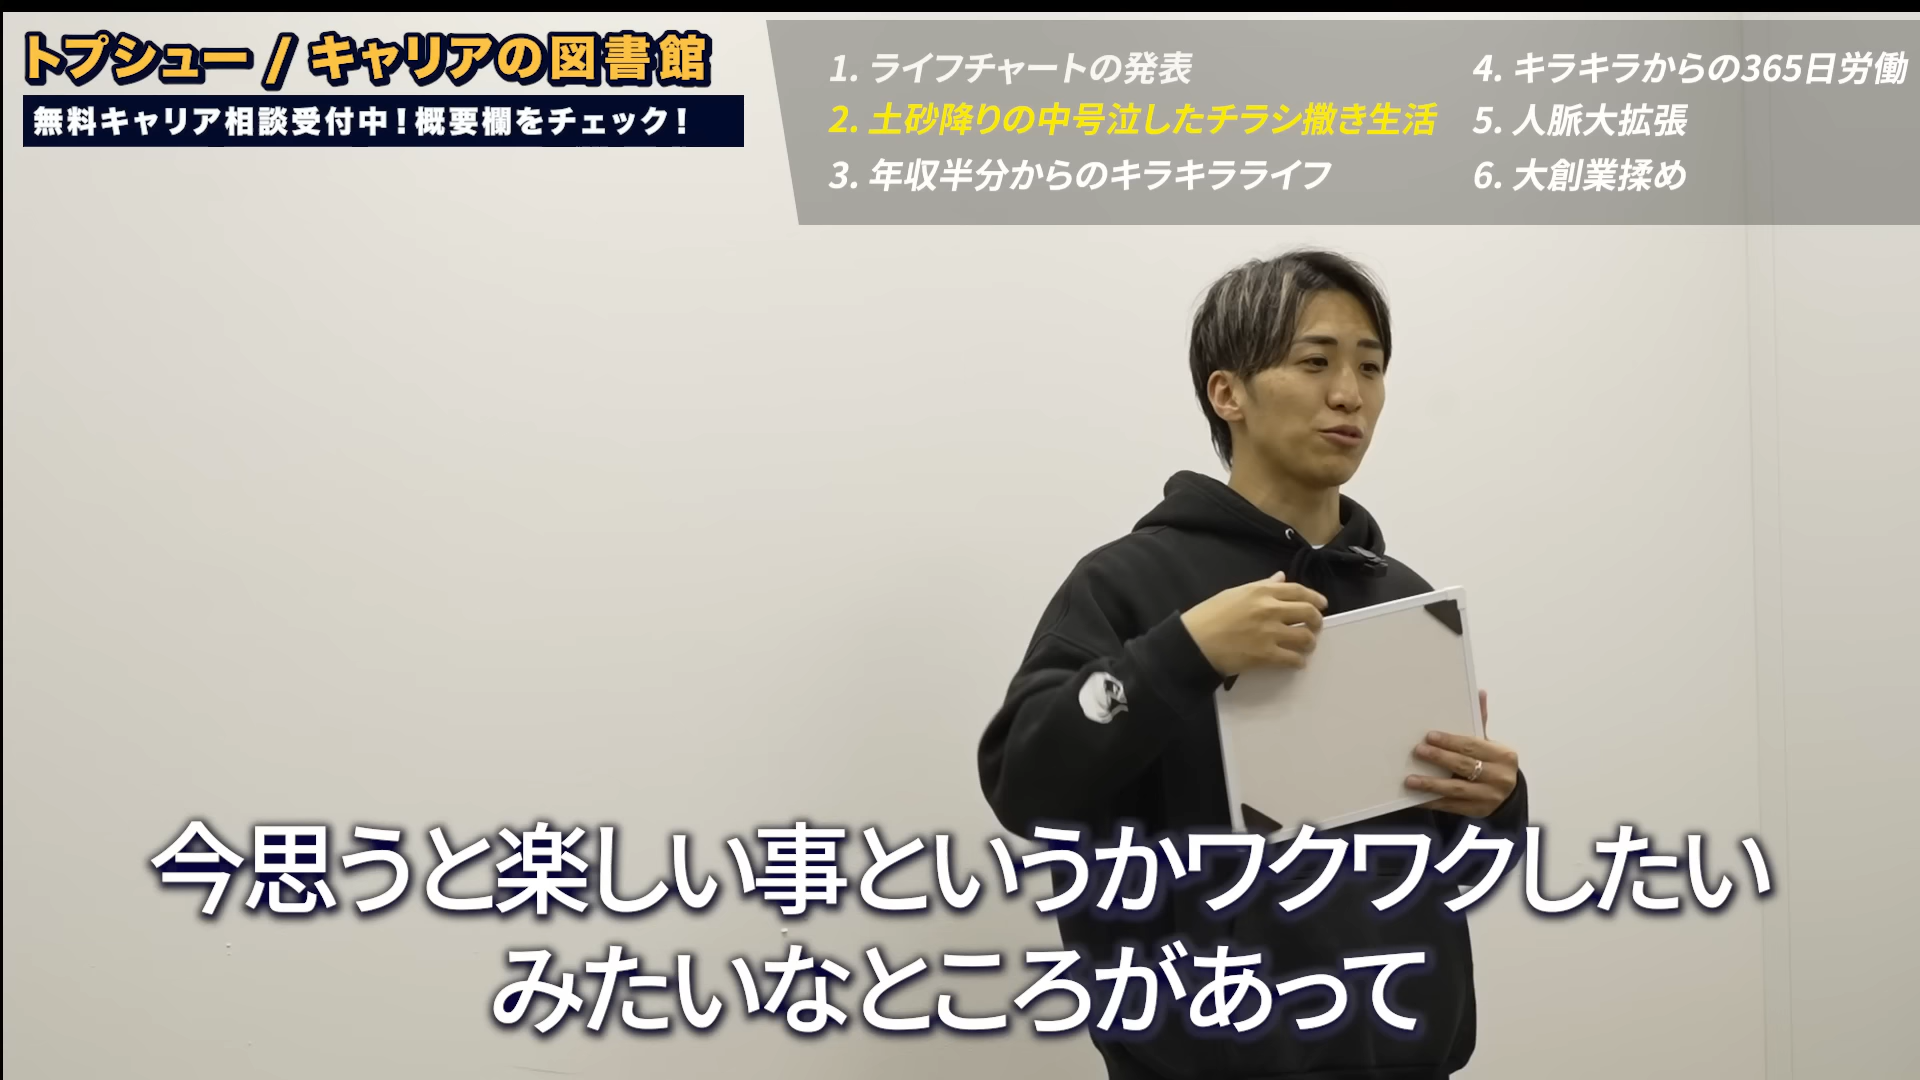 トプシュー / キャリアの図書館
無料キャリア相談受付中！概要欄をチェック！
1. ライフチャートの発表
2. 土砂降りの中号泣したチラシ撒き生活
3. 年収半分からのキラキラライフ
4. キラキラからの365日労働
5. 人脈大拡張
6. 大創業揉め
今思うと楽しい事というかワクワクしたい
みたいなところがあって